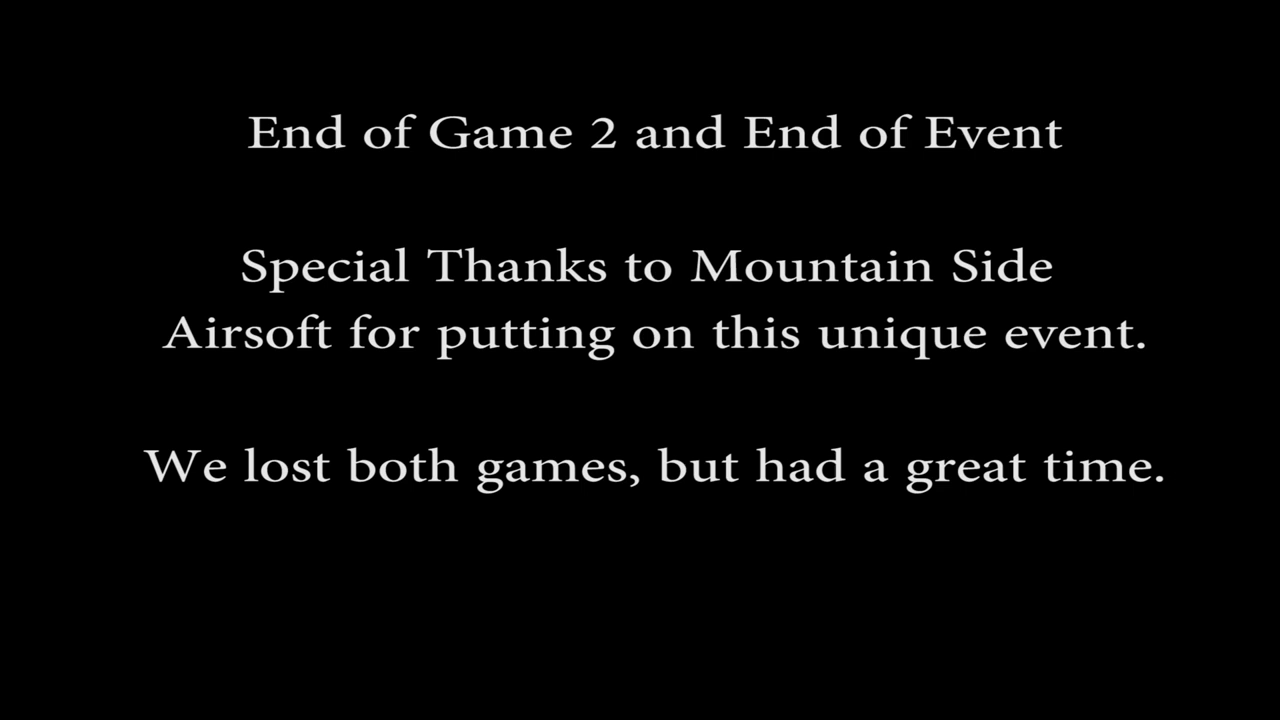 End of Game 2 and End of Event
Special Thanks to Mountain Side
Airsoft for putting on this unique event.
We lost both games, but had a great time.